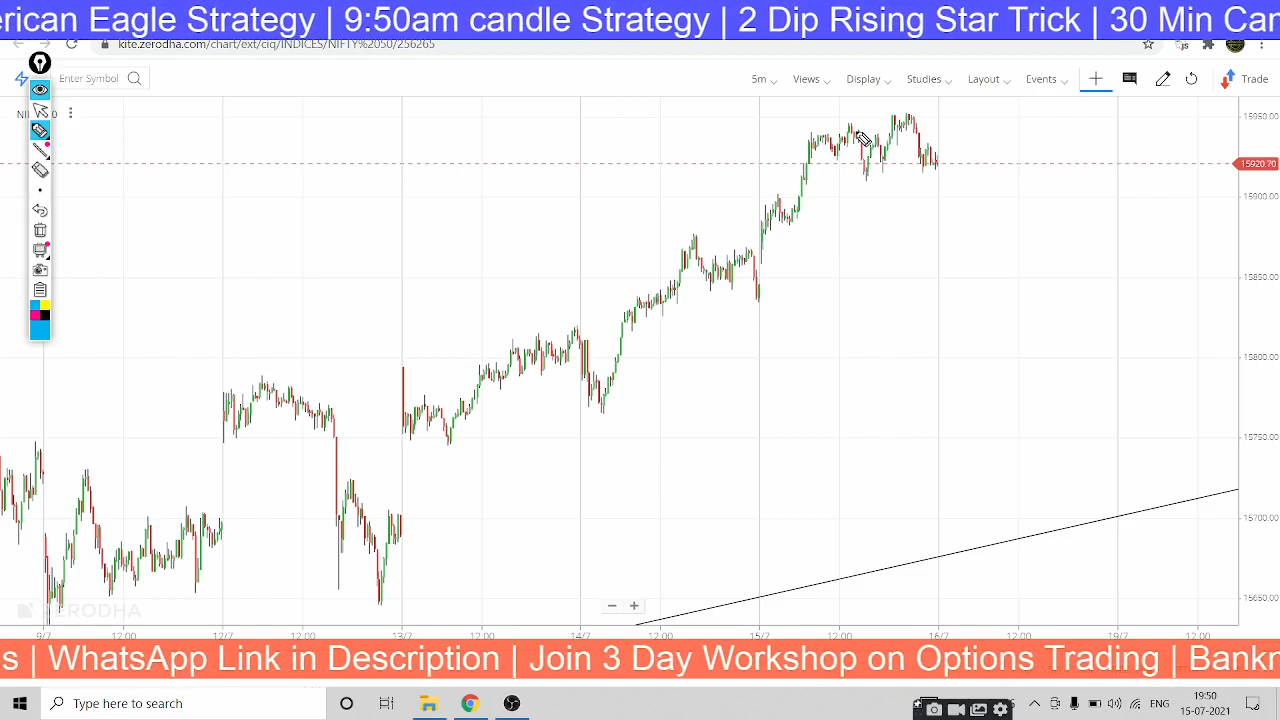 rican Eagle Strategy | 9:50am candle Strategy | 2 Dip Rising Star Trick | 30 Min Can
kite.zerodha.com/chart/ext/ciq/INDICES/NIFTY%2050/256265
Enter Symbol
5m Views Display Studies Layout Events Trade
15950.00
15920.70
15900.00
15850.00
15800.00
15750.00
15700.00
15650.00
ZERODHA
9/7 12:00 12/7 12:00 13/7 12:00 14/7 12:00 15/7 12:00 16/7 12:00 19/7 12:00
s | WhatsApp Link in Description | Join 3 Day Workshop on Options Trading | Bankn
Type here to search
ENG
19:50
15-07-2021